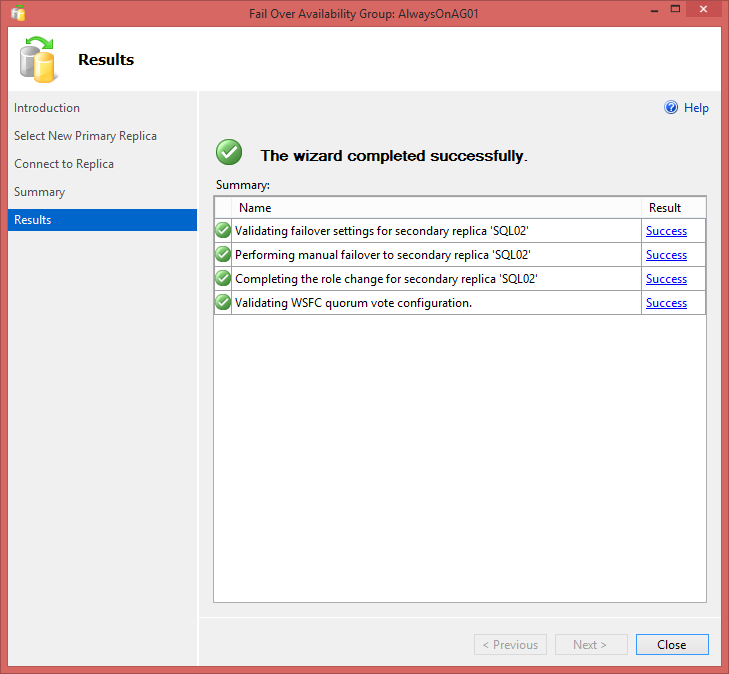 Fail Over Availability Group: AlwaysOnAG01
Results
Introduction
Select New Primary Replica
Connect to Replica
Summary
Results
Help
The wizard completed successfully.
Summary:
Name Result
Validating failover settings for secondary replica 'SQL02' Success
Performing manual failover to secondary replica 'SQL02' Success
Completing the role change for secondary replica 'SQL02' Success
Validating WSFC quorum vote configuration. Success
< Previous Next > Close